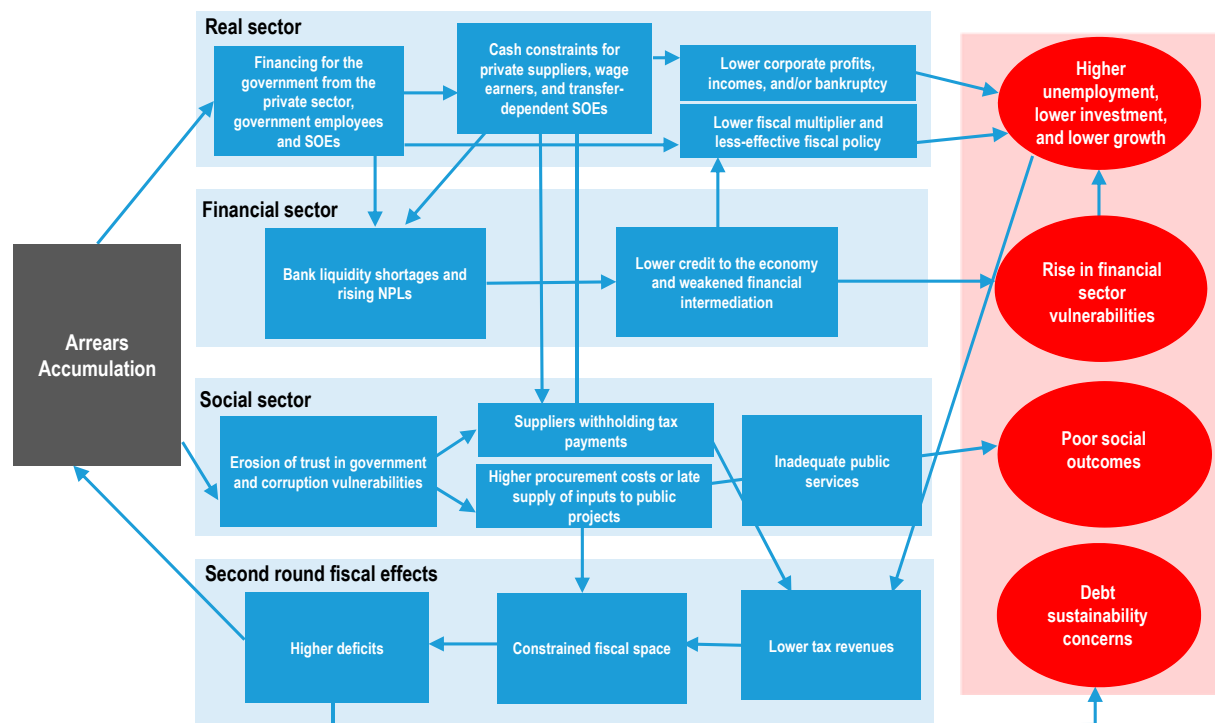 Real sector
Financing for the
government from the
private sector,
government employees
and SOEs
Cash constraints for
private suppliers, wage
earners, and transfer-
dependent SOEs
Lower corporate profits,
incomes, and/or bankruptcy
Lower fiscal multiplier and
less-effective fiscal policy
Higher
unemployment,
lower investment,
and lower growth
Financial sector
Bank liquidity shortages and
rising NPLs
Lower credit to the economy
and weakened financial
intermediation
Rise in financial
sector
vulnerabilities
Arrears
Accumulation
Social sector
Erosion of trust in government
and corruption vulnerabilities
Suppliers withholding tax
payments
Higher procurement costs or late
supply of inputs to public
projects
Inadequate public
services
Poor social
outcomes
Second round fiscal effects
Higher deficits
Constrained fiscal space
Lower tax revenues
Debt
sustainability
concerns